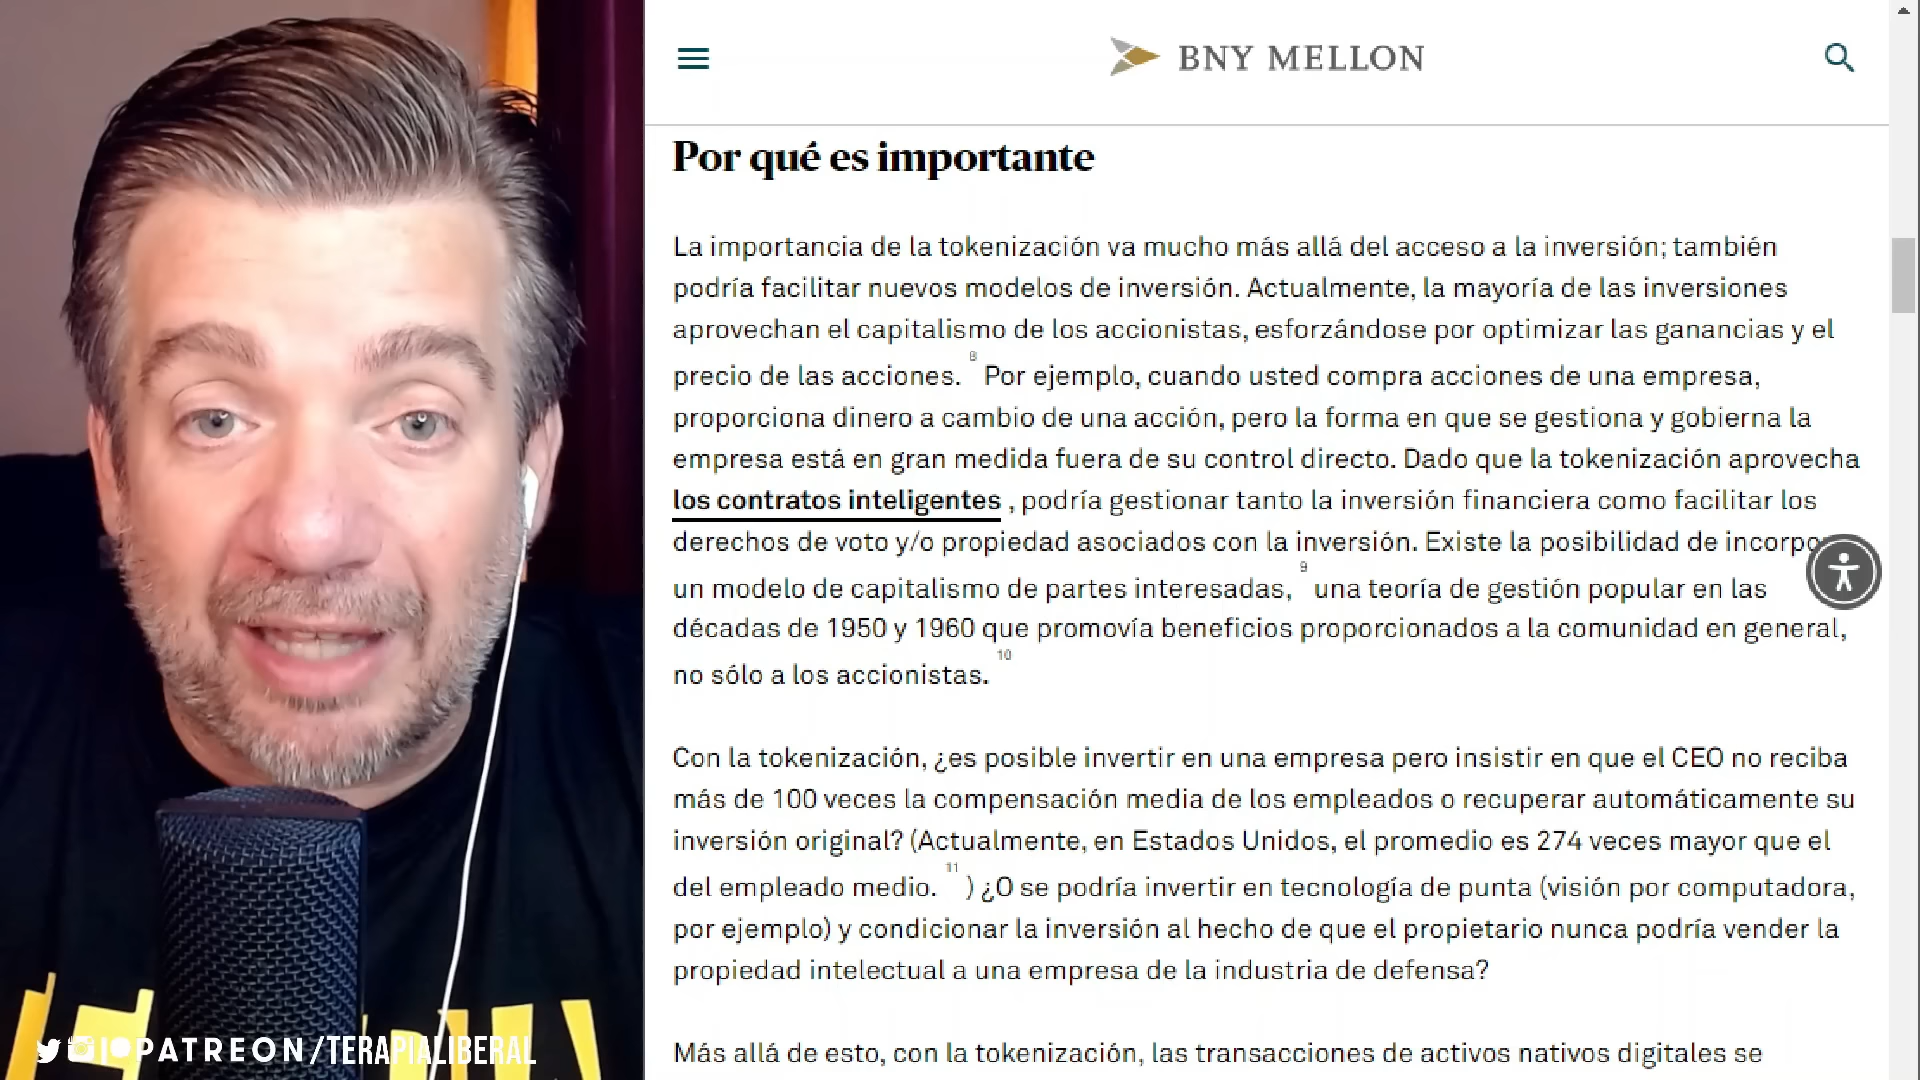 BNY MELLON
Por qué es importante
La importancia de la tokenización va mucho más allá del acceso a la inversión; también
podría facilitar nuevos modelos de inversión. Actualmente, la mayoría de las inversiones
aprovechan el capitalismo de los accionistas, esforzándose por optimizar las ganancias y el
precio de las acciones. 8 Por ejemplo, cuando usted compra acciones de una empresa,
proporciona dinero a cambio de una acción, pero la forma en que se gestiona y gobierna la
empresa está en gran medida fuera de su control directo. Dado que la tokenización aprovecha
los contratos inteligentes , podría gestionar tanto la inversión financiera como facilitar los
derechos de voto y/o propiedad asociados con la inversión. Existe la posibilidad de incorpo
un modelo de capitalismo de partes interesadas, 9 una teoría de gestión popular en las
décadas de 1950 y 1960 que promovía beneficios proporcionados a la comunidad en general,
no sólo a los accionistas. 10
Con la tokenización, ¿es posible invertir en una empresa pero insistir en que el CEO no reciba
más de 100 veces la compensación media de los empleados o recuperar automáticamente su
inversión original? (Actualmente, en Estados Unidos, el promedio es 274 veces mayor que el
del empleado medio. 11 ) ¿O se podría invertir en tecnología de punta (visión por computadora,
por ejemplo) y condicionar la inversión al hecho de que el propietario nunca podría vender la
propiedad intelectual a una empresa de la industria de defensa?
Más allá de esto, con la tokenización, las transacciones de activos nativos digitales se
PATREON/TERAPIALIBERAL